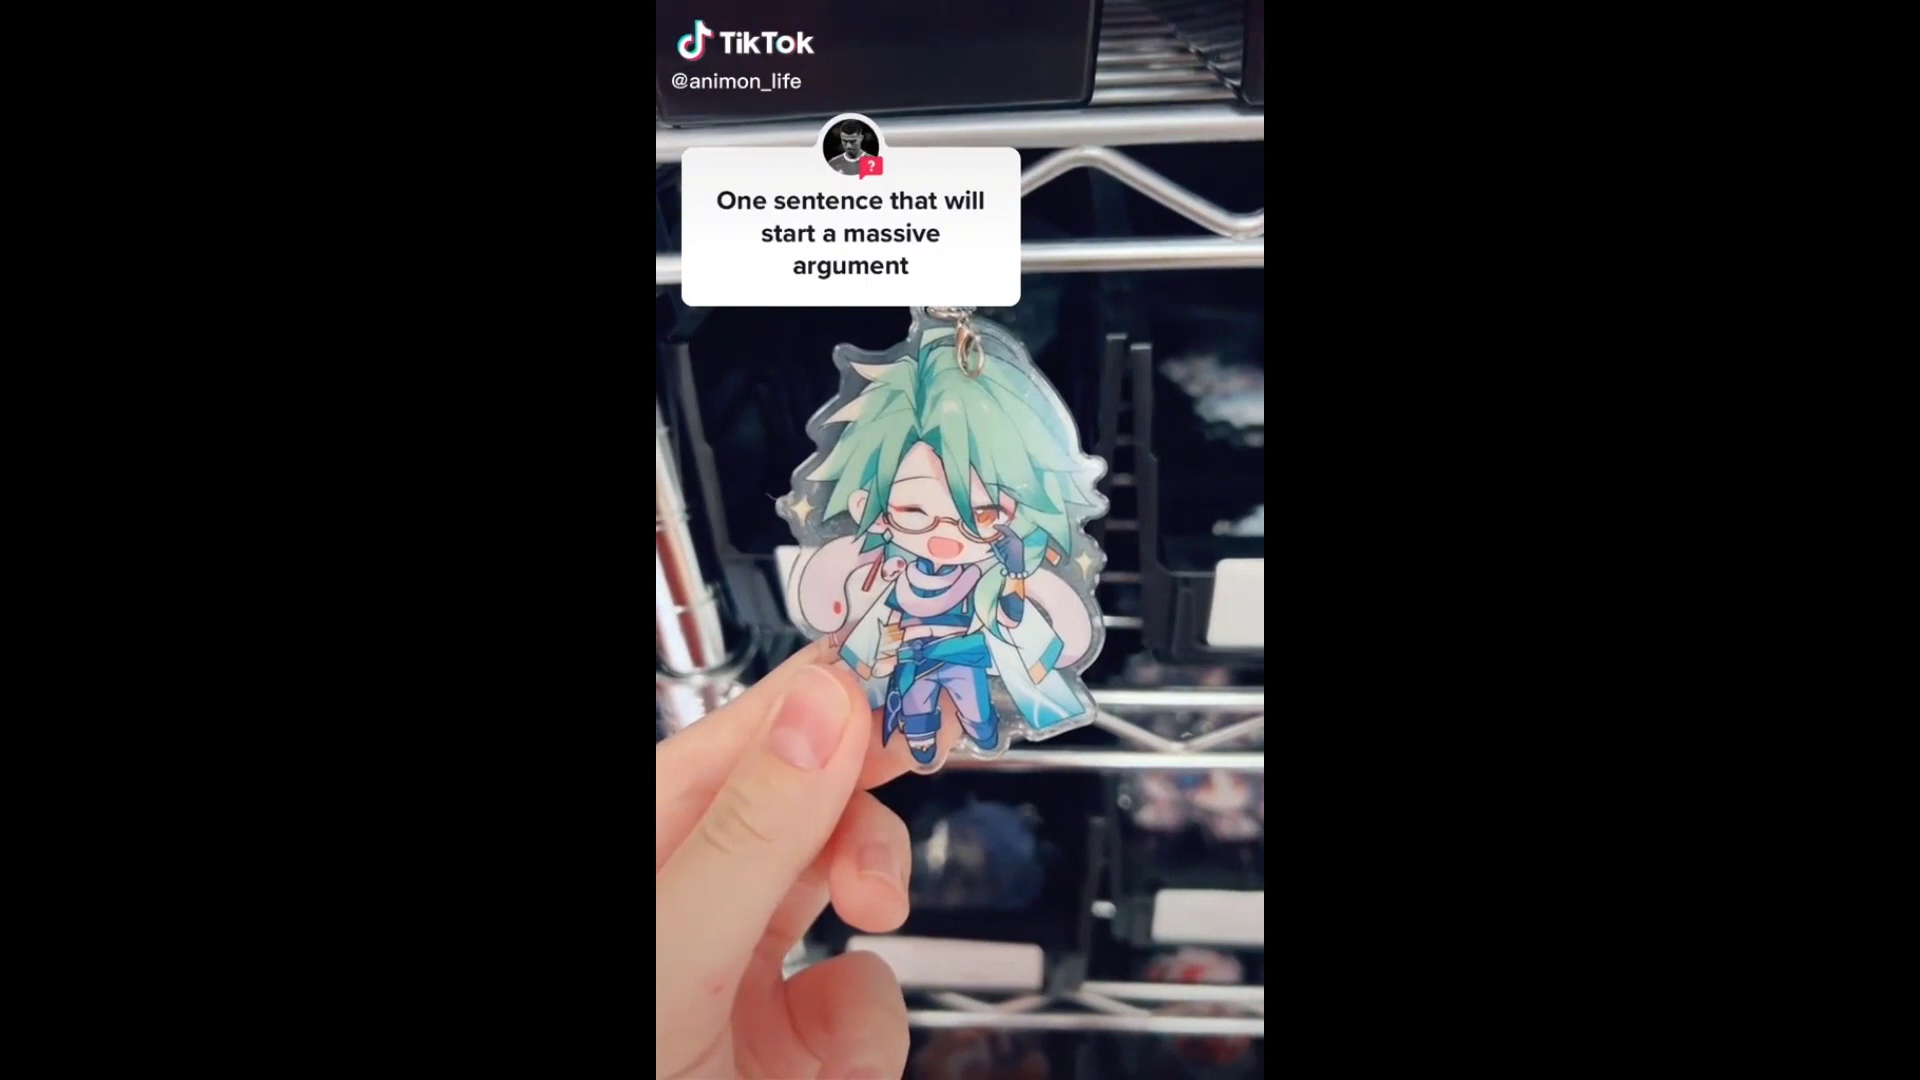 TikTok
@animon_life
?
One sentence that will
start a massive
argument